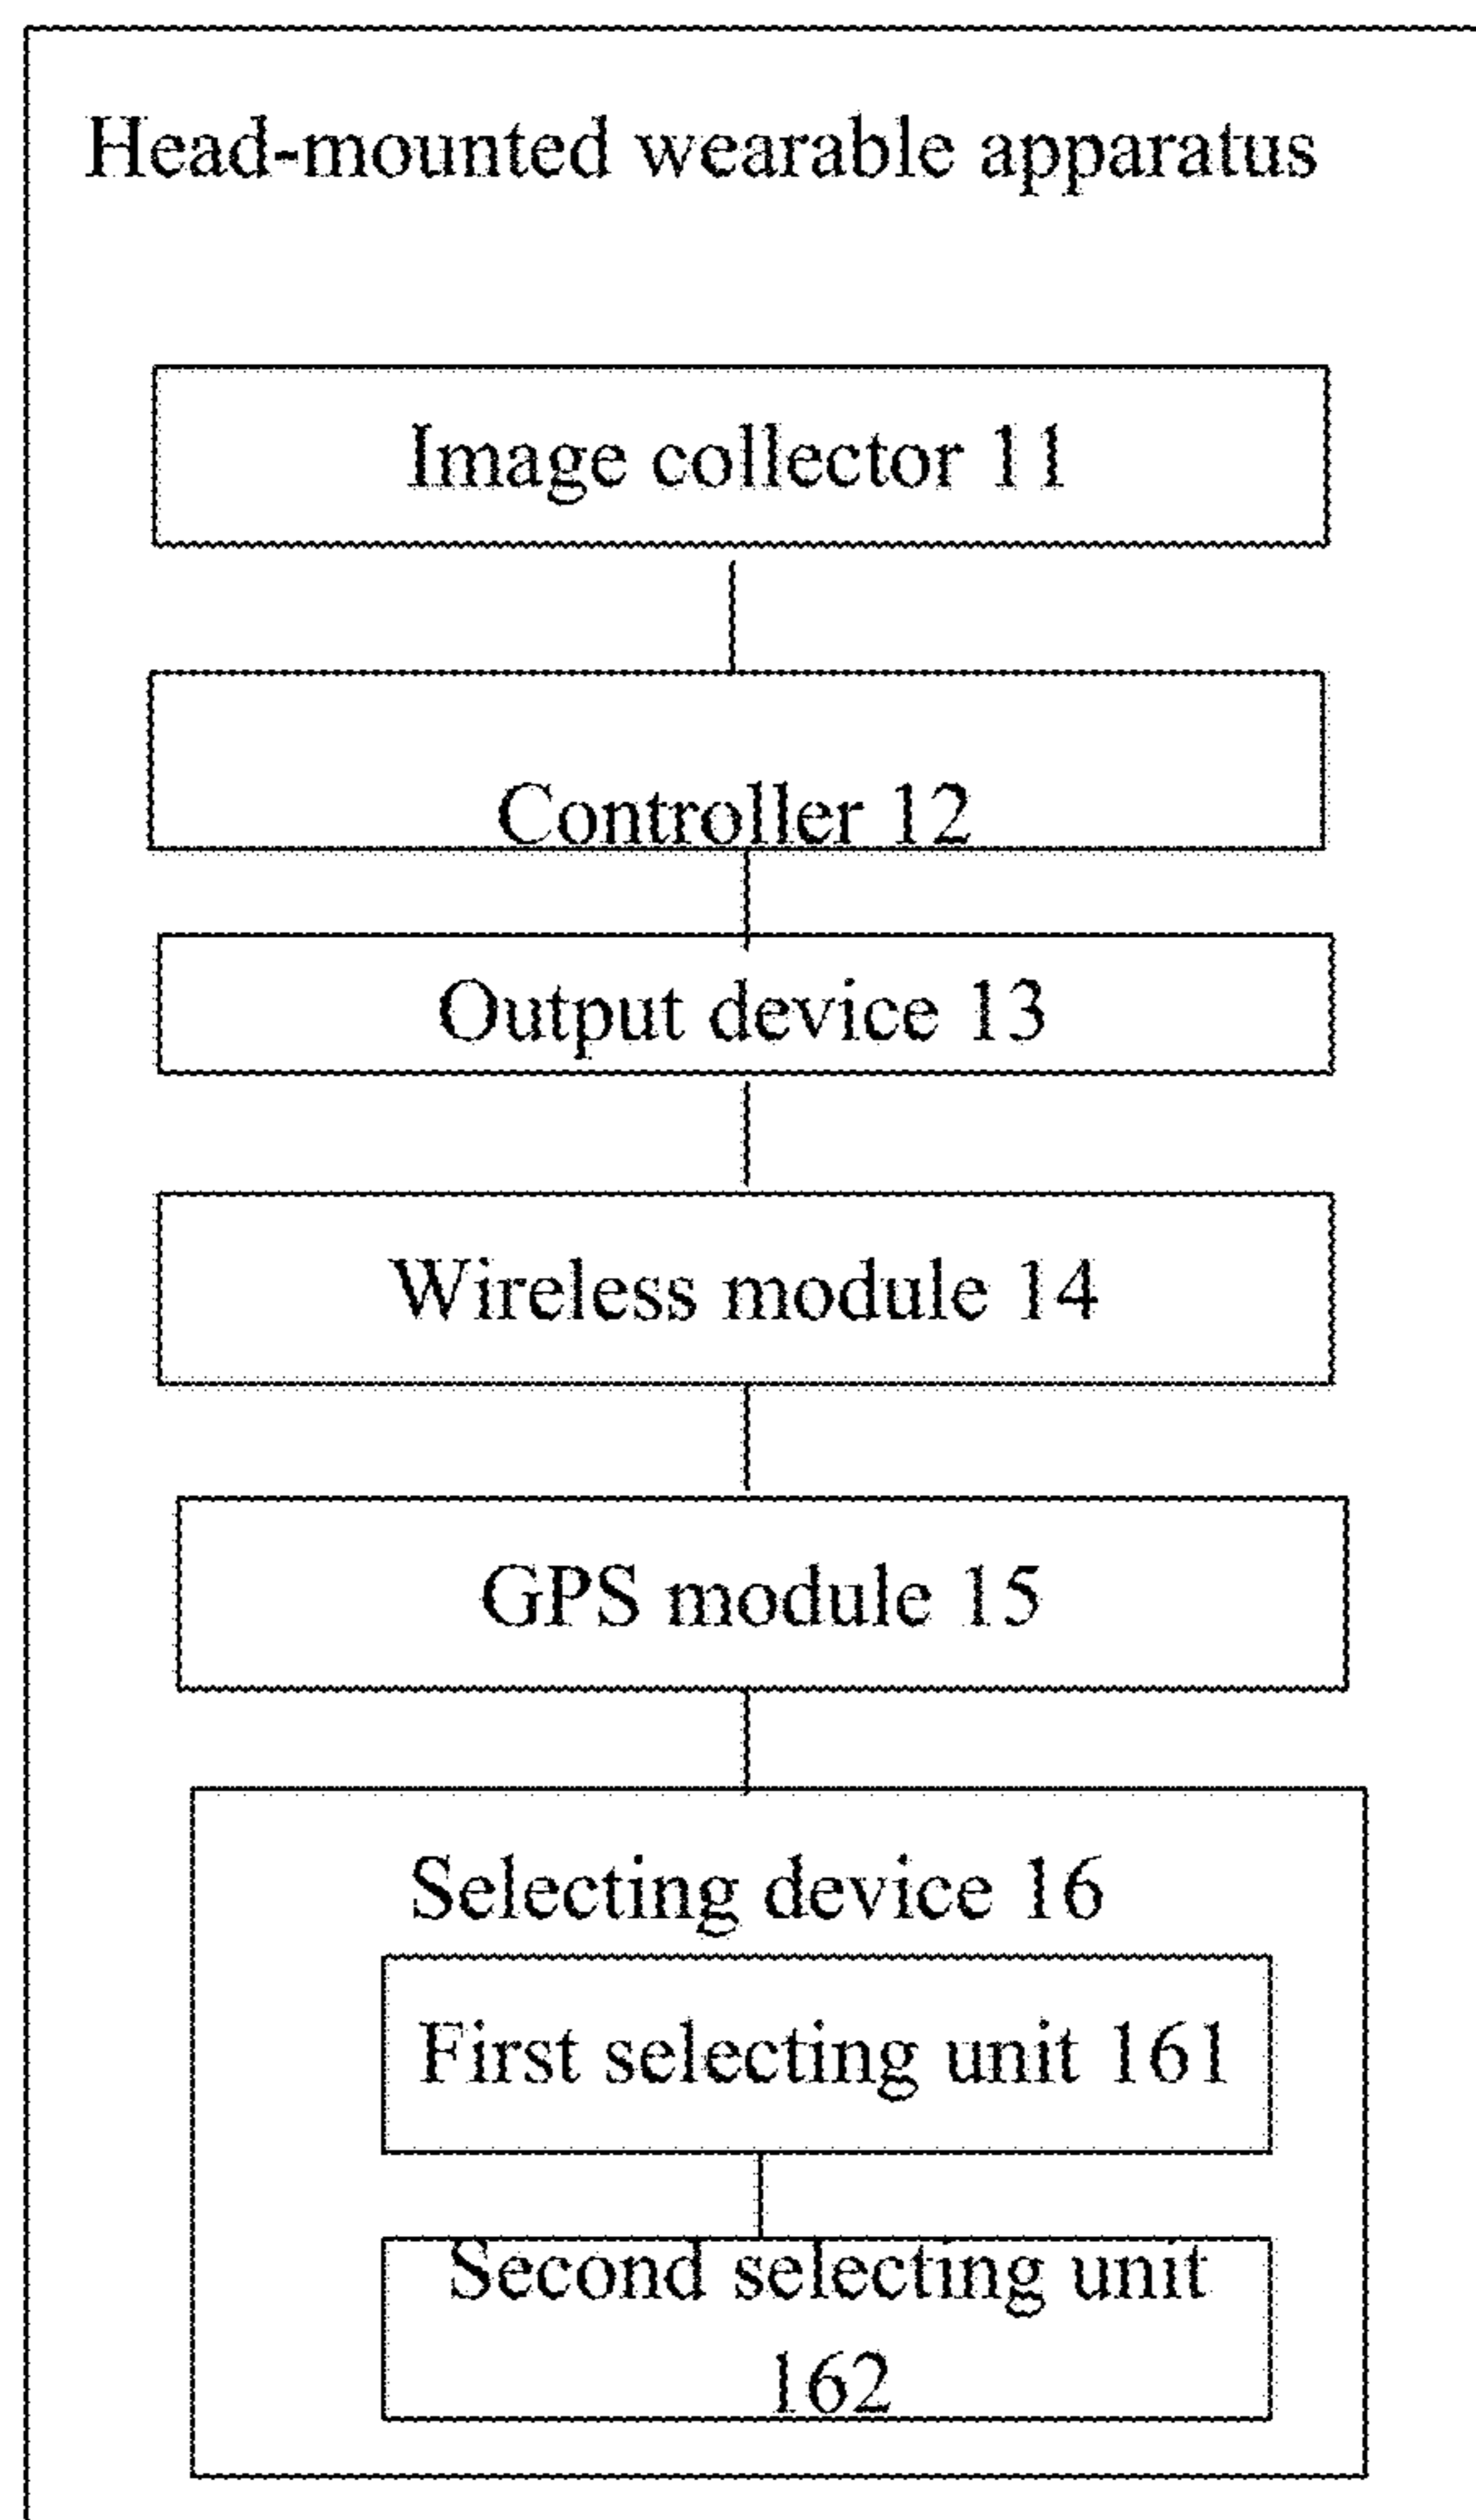 Head-mounted wearable apparatus
Image collector 11
Controller 12
Output device 13
Wireless module 14
GPS module 15
Selecting device 16
First selecting unit 161
Second selecting unit
162